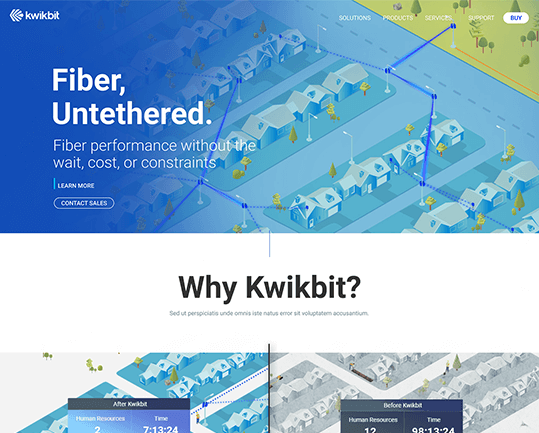 kwikbit
SOLUTIONS PRODUCTS SERVICES SUPPORT BUY
Fiber,
Untethered.
Fiber performance without the
wait, cost, or constraints
LEARN MORE
CONTACT SALES
Why Kwikbit?
Sed ut perspiciatis unde omnis iste natus error sit voluptatem accusantium.
After Kwikbit
Human Resources Time
2 7:13:24
Before Kwikbit
Human Resources Time
12 98:13:24